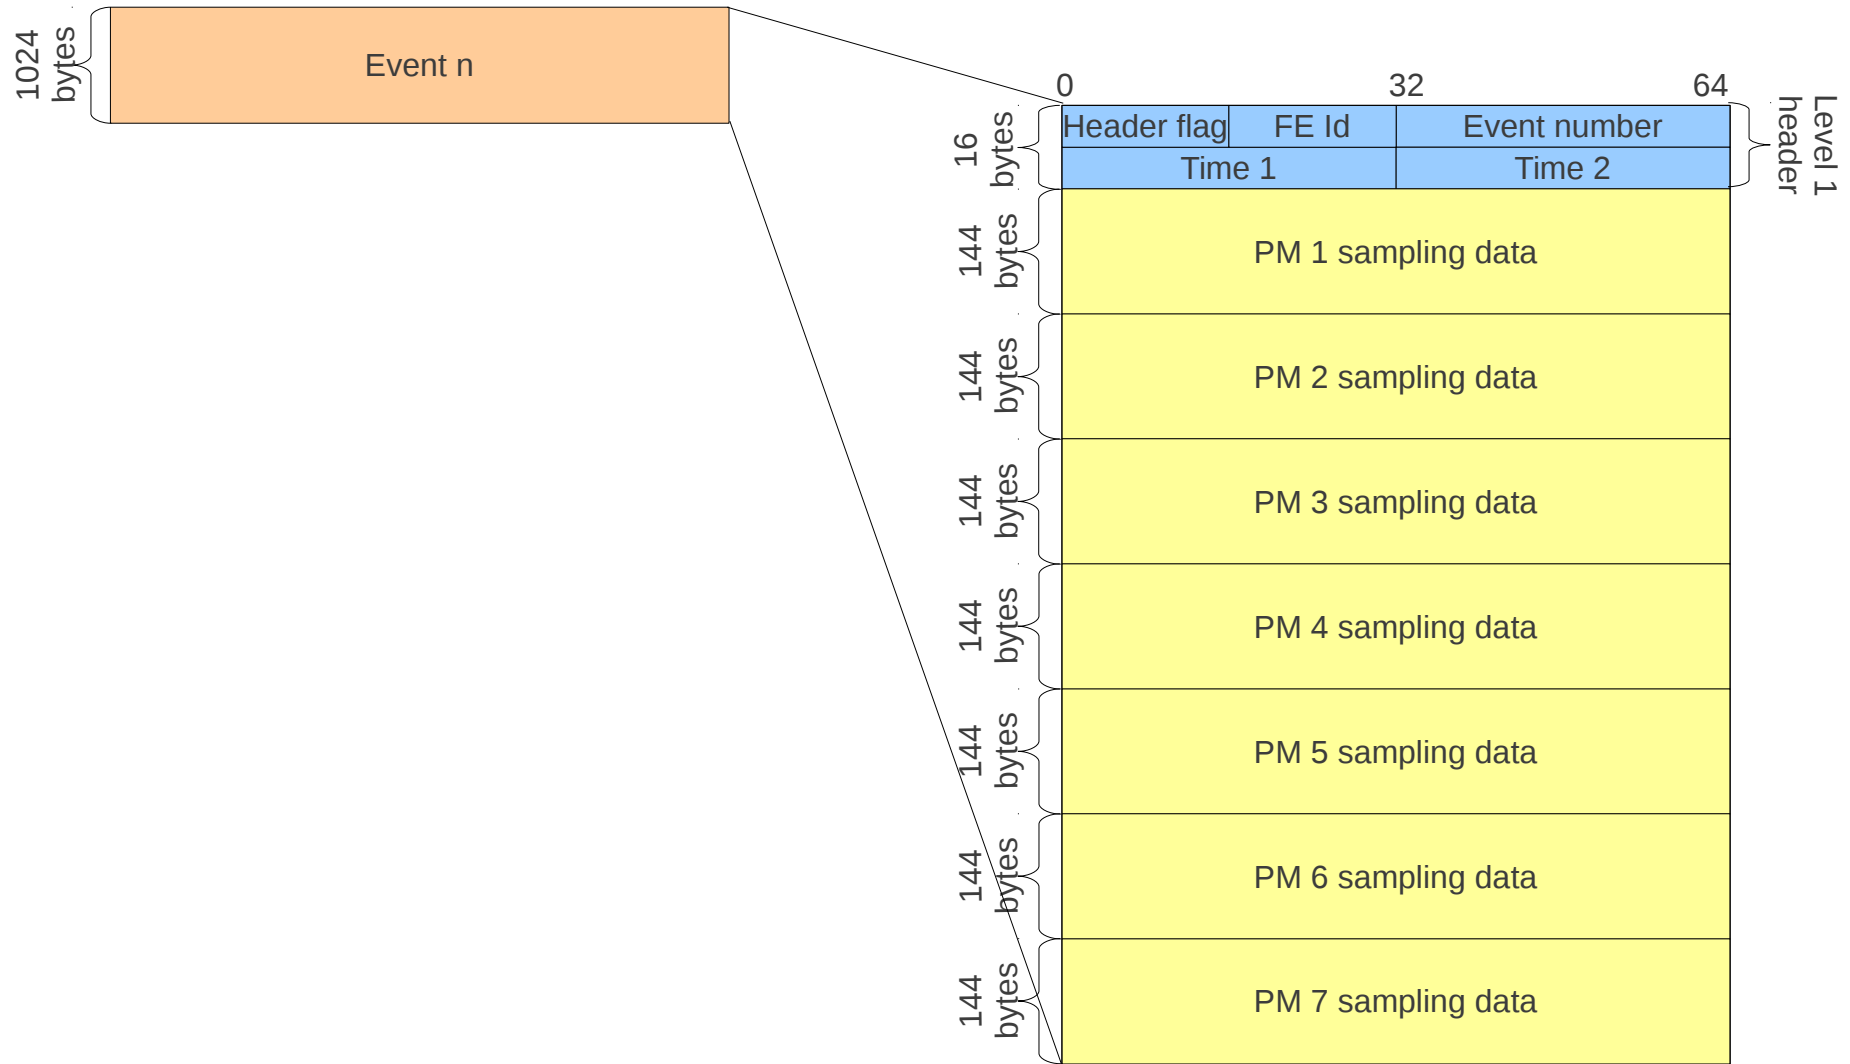 1024
bytes
Event n
0 32 64
16
bytes
Header flag FE Id Event number
Time 1 Time 2
Level 1
header
144
bytes
PM 1 sampling data
144
bytes
PM 2 sampling data
144
bytes
PM 3 sampling data
144
bytes
PM 4 sampling data
144
bytes
PM 5 sampling data
144
bytes
PM 6 sampling data
144
bytes
PM 7 sampling data